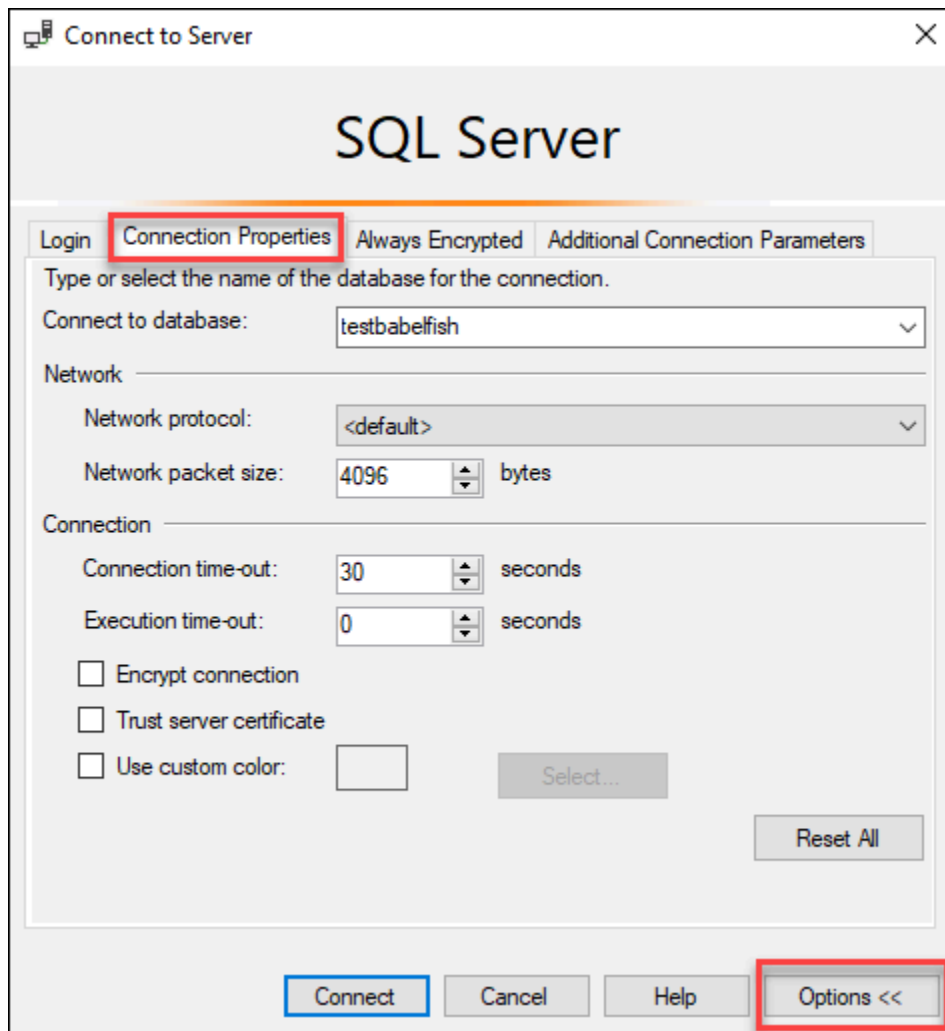 Connect to Server
SQL Server
Login Connection Properties Always Encrypted Additional Connection Parameters
Type or select the name of the database for the connection.
Connect to database: testbabelfish
Network
Network protocol: <default>
Network packet size: 4096 bytes
Connection
Connection time-out: 30 seconds
Execution time-out: 0 seconds
Encrypt connection
Trust server certificate
Use custom color: Select...
Reset All
Connect Cancel Help Options <<